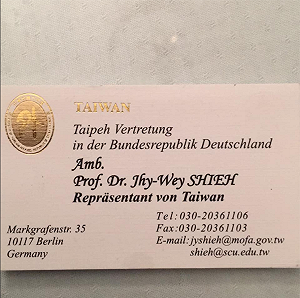 TAIWAN
Taipeh Vertretung
in der Bundesrepublik Deutschland
Amb.
Prof. Dr. Jhy-Wey SHIEH
Repräsentant von Taiwan
Tel: 030-20361106
Markgrafenstr. 35 Fax: 030-20361103
10117 Berlin E-mail: jyshieh@mofa.gov.tw
Germany shieh@scu.edu.tw